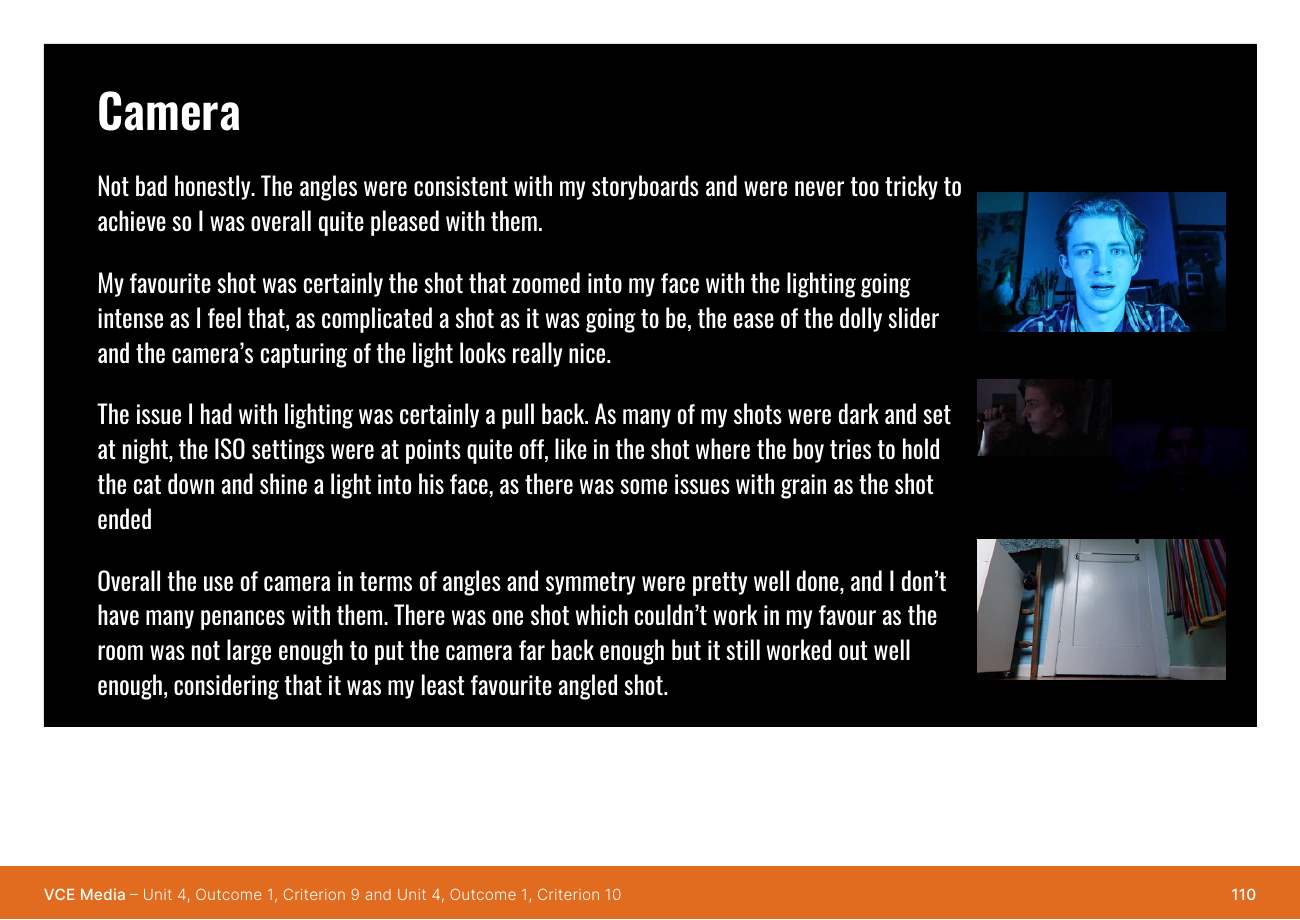 Camera
Not bad honestly. The angles were consistent with my storyboards and were never too tricky to
achieve so I was overall quite pleased with them.
My favourite shot was certainly the shot that zoomed into my face with the lighting going
intense as I feel that, as complicated a shot as it was going to be, the ease of the dolly slider
and the camera’s capturing of the light looks really nice.
The issue I had with lighting was certainly a pull back. As many of my shots were dark and set
at night, the ISO settings were at points quite off, like in the shot where the boy tries to hold
the cat down and shine a light into his face, as there was some issues with grain as the shot
ended
Overall the use of camera in terms of angles and symmetry were pretty well done, and I don’t
have many penances with them. There was one shot which couldn’t work in my favour as the
room was not large enough to put the camera far back enough but it still worked out well
enough, considering that it was my least favourite angled shot.
VCE Media – Unit 4, Outcome 1, Criterion 9 and Unit 4, Outcome 1, Criterion 10 110